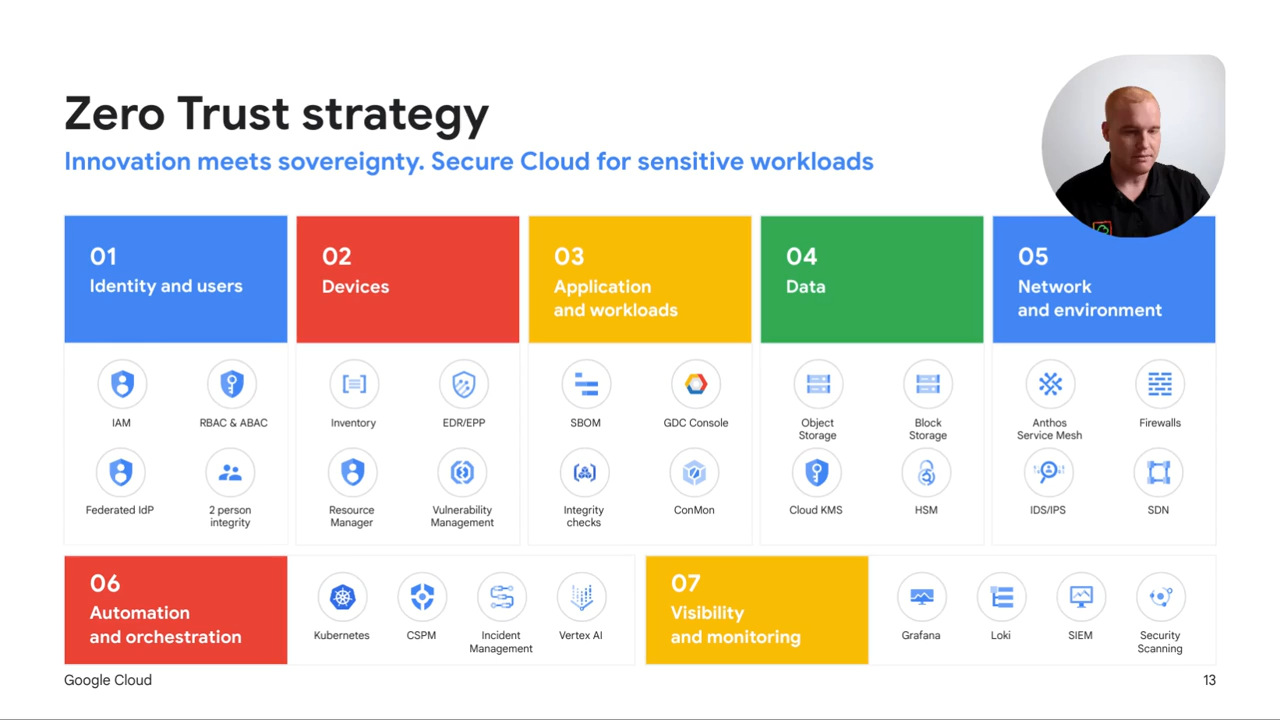 Zero Trust strategy
Innovation meets sovereignty. Secure Cloud for sensitive workloads
01
Identity and users
IAM
RBAC & ABAC
Federated IdP
2 person
integrity
02
Devices
Inventory
EDR/EPP
Resource
Manager
Vulnerability
Management
03
Application
and workloads
SBOM
GDC Console
Integrity
checks
ConMon
04
Data
Object
Storage
Block
Storage
Cloud KMS
HSM
05
Network
and environment
Anthos
Service Mesh
Firewalls
IDS/IPS
SDN
06
Automation
and orchestration
Kubernetes
CSPM
Incident
Management
Vertex AI
07
Visibility
and monitoring
Grafana
Loki
SIEM
Security
Scanning
Google Cloud
13